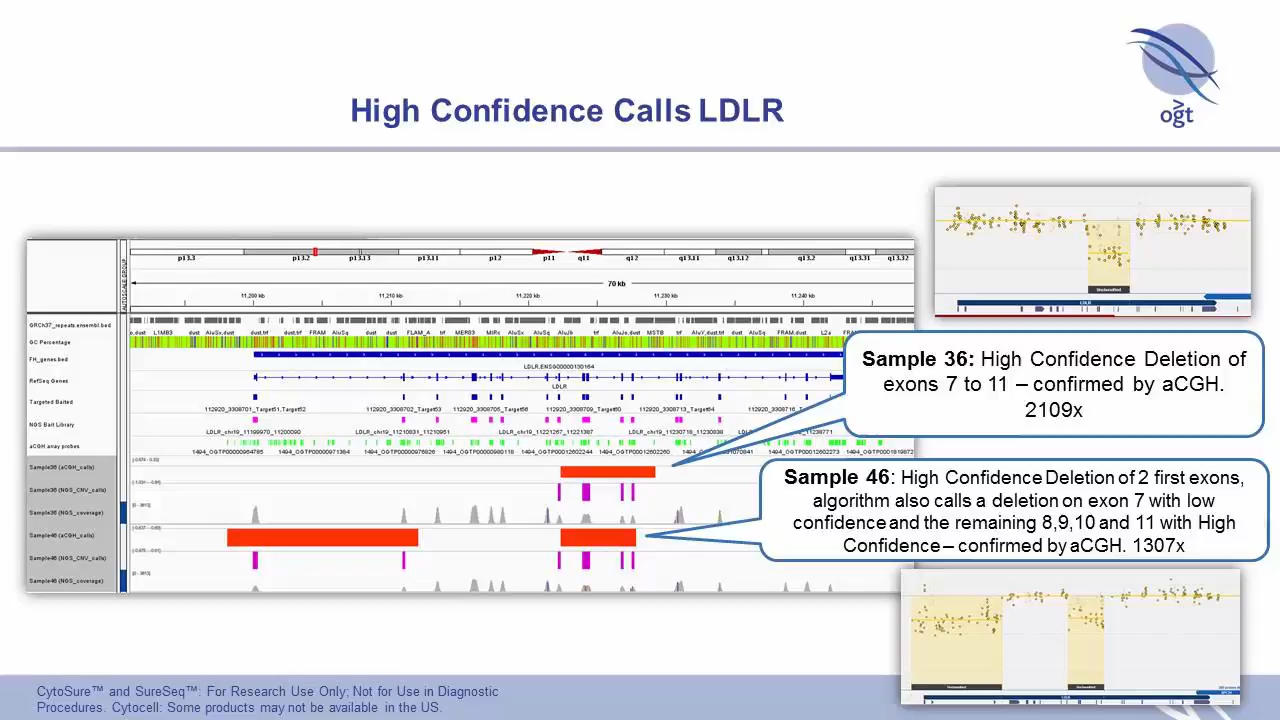 High Confidence Calls LDLR
ogt
p13.3 p13.2 p13.13 p13.11 p12 p11 q11 q12 q13.11 q13.12 q13.2 q13.31 q13.32
70 kb
11,200 kb 11,210 kb 11,220 kb 11,230 kb 11,240 kb
GRCh37_repeats.ensembl.bed
GC Percentage
FH_genes.bed
LDLR,ENSG00000130164
RefSeq Genes
LDLR
Targeted Baited
NGS Bait Library
aCGH array probes
Sample36 (aCGH_calls)
Sample36 (NGS_CNV_calls)
Sample36 (NGS_coverage)
Sample46 (aCGH_calls)
Sample46 (NGS_CNV_calls)
Sample46 (NGS_coverage)
Unclassified
LDLR
Sample 36: High Confidence Deletion of
exons 7 to 11 – confirmed by aCGH.
2109x
Sample 46: High Confidence Deletion of 2 first exons,
algorithm also calls a deletion on exon 7 with low
confidence and the remaining 8,9,10 and 11 with High
Confidence – confirmed by aCGH. 1307x
Unclassified Unclassified
LDLR
CytoSure™ and SureSeq™: For Research Use Only; Not for Use in Diagnostic
Procedures. Cytocell: Some products may not be available in the US.